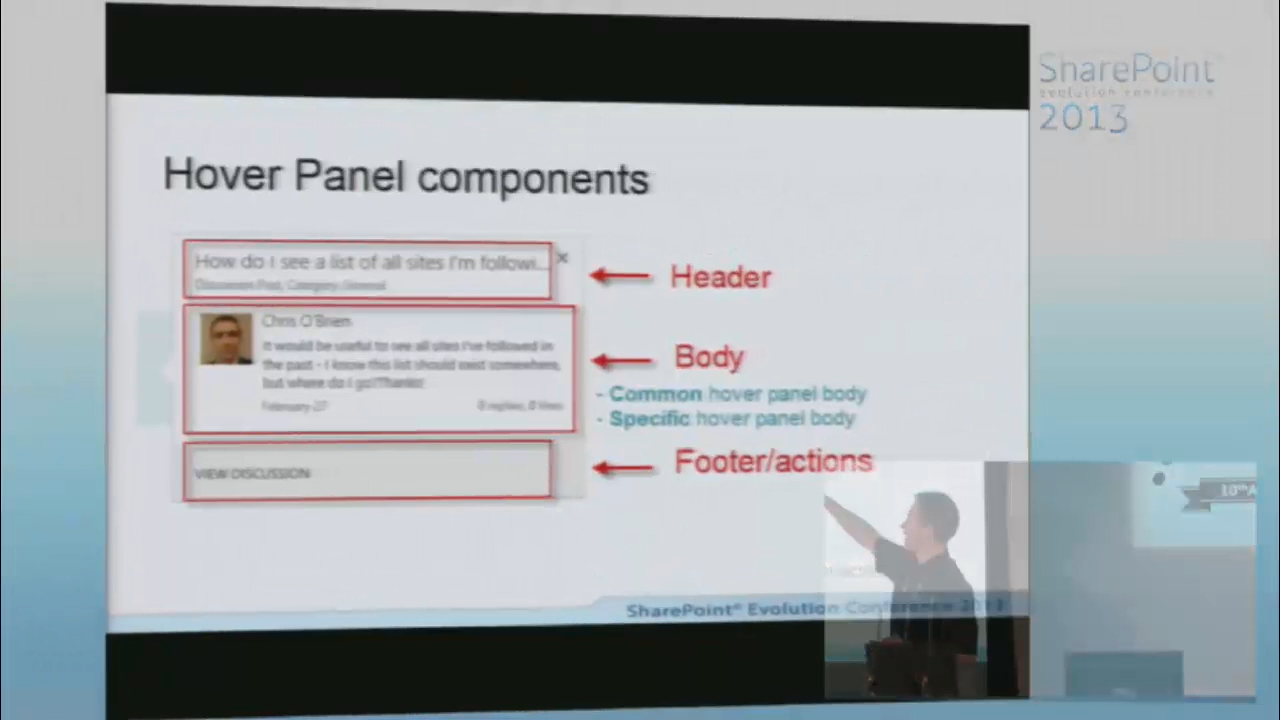 SharePoint
evolution conference
2013
Hover Panel components
How do I see a list of all sites I'm followi...
Discussion Post, Category: General
Header
Chris O'Brien
It would be useful to see all sites I've followed in
the past - I know this list should exist somewhere,
but where do I go? Thanks!
February 27
0 replies, 0 likes
Body
- Common hover panel body
- Specific hover panel body
VIEW DISCUSSION
Footer/actions
10th A
SharePoint® Evolution Conference 2013